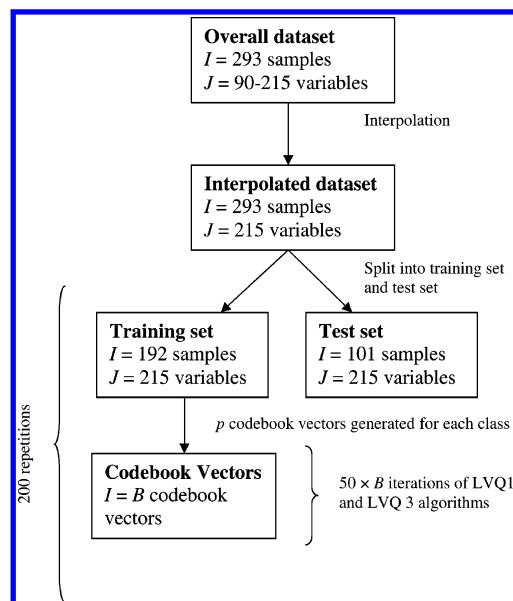 Overall dataset
I = 293 samples
J = 90-215 variables
Interpolation
Interpolated dataset
I = 293 samples
J = 215 variables
Split into training set
and test set
Training set
I = 192 samples
J = 215 variables
Test set
I = 101 samples
J = 215 variables
p codebook vectors generated for each class
200 repetitions
Codebook Vectors
I = B codebook
vectors
50 × B iterations of LVQ1
and LVQ 3 algorithms